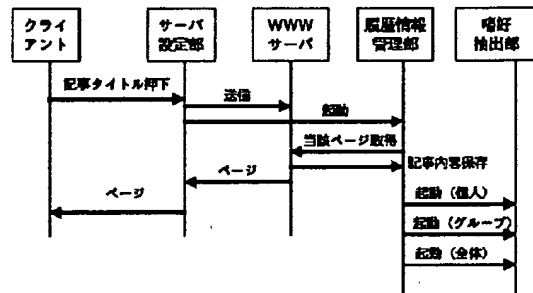 クライ
アント
サーバ
設定部
WWW
サーバ
履歴情報
管理部
嗜好
抽出部
記事タイトル押下
送信
起動
当該ページ取得
記事内容保存
ページ
ページ
起動（個人）
起動（グループ）
起動（全体）